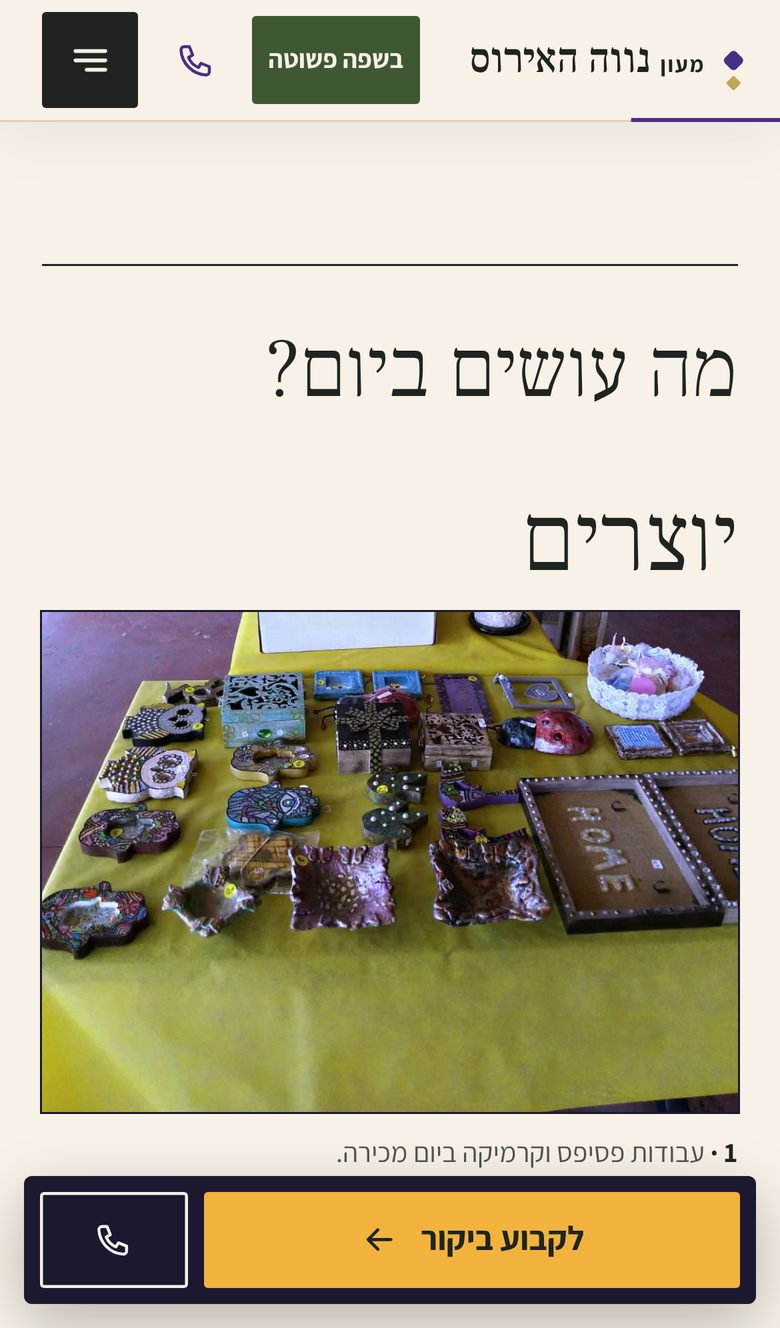 מעון נווה האירוס
בשפה פשוטה
מה עושים ביום?
יוצרים
HOME
1 · עבודות פסיפס וקרמיקה ביום מכירה.
לקבוע ביקור